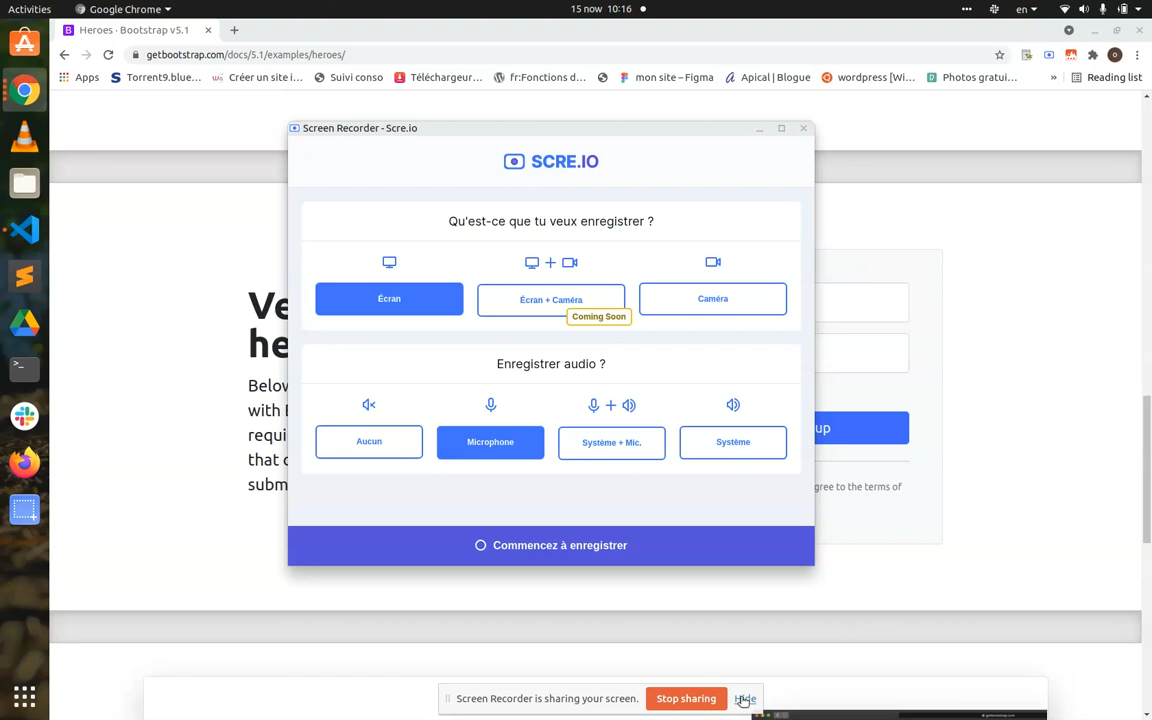 Activities Google Chrome 15 nov 10:16 en
Heroes · Bootstrap v5.1
getbootstrap.com/docs/5.1/examples/heroes/
Apps Torrent9.blue... Créer un site i... Suivi conso Téléchargeur... fr:Fonctions d... mon site – Figma Apical | Blogue wordpress [Wi... Photos gratui... » Reading list
Screen Recorder - Scre.io
SCRE.IO
Qu'est-ce que tu veux enregistrer ?
Écran Écran + Caméra Caméra
Coming Soon
Enregistrer audio ?
Aucun Microphone Système + Mic. Système
Commencez à enregistrer
Ve
he
Belov
with E
requi
that c
subm
up
gree to the terms of
Screen Recorder is sharing your screen. Stop sharing Hide